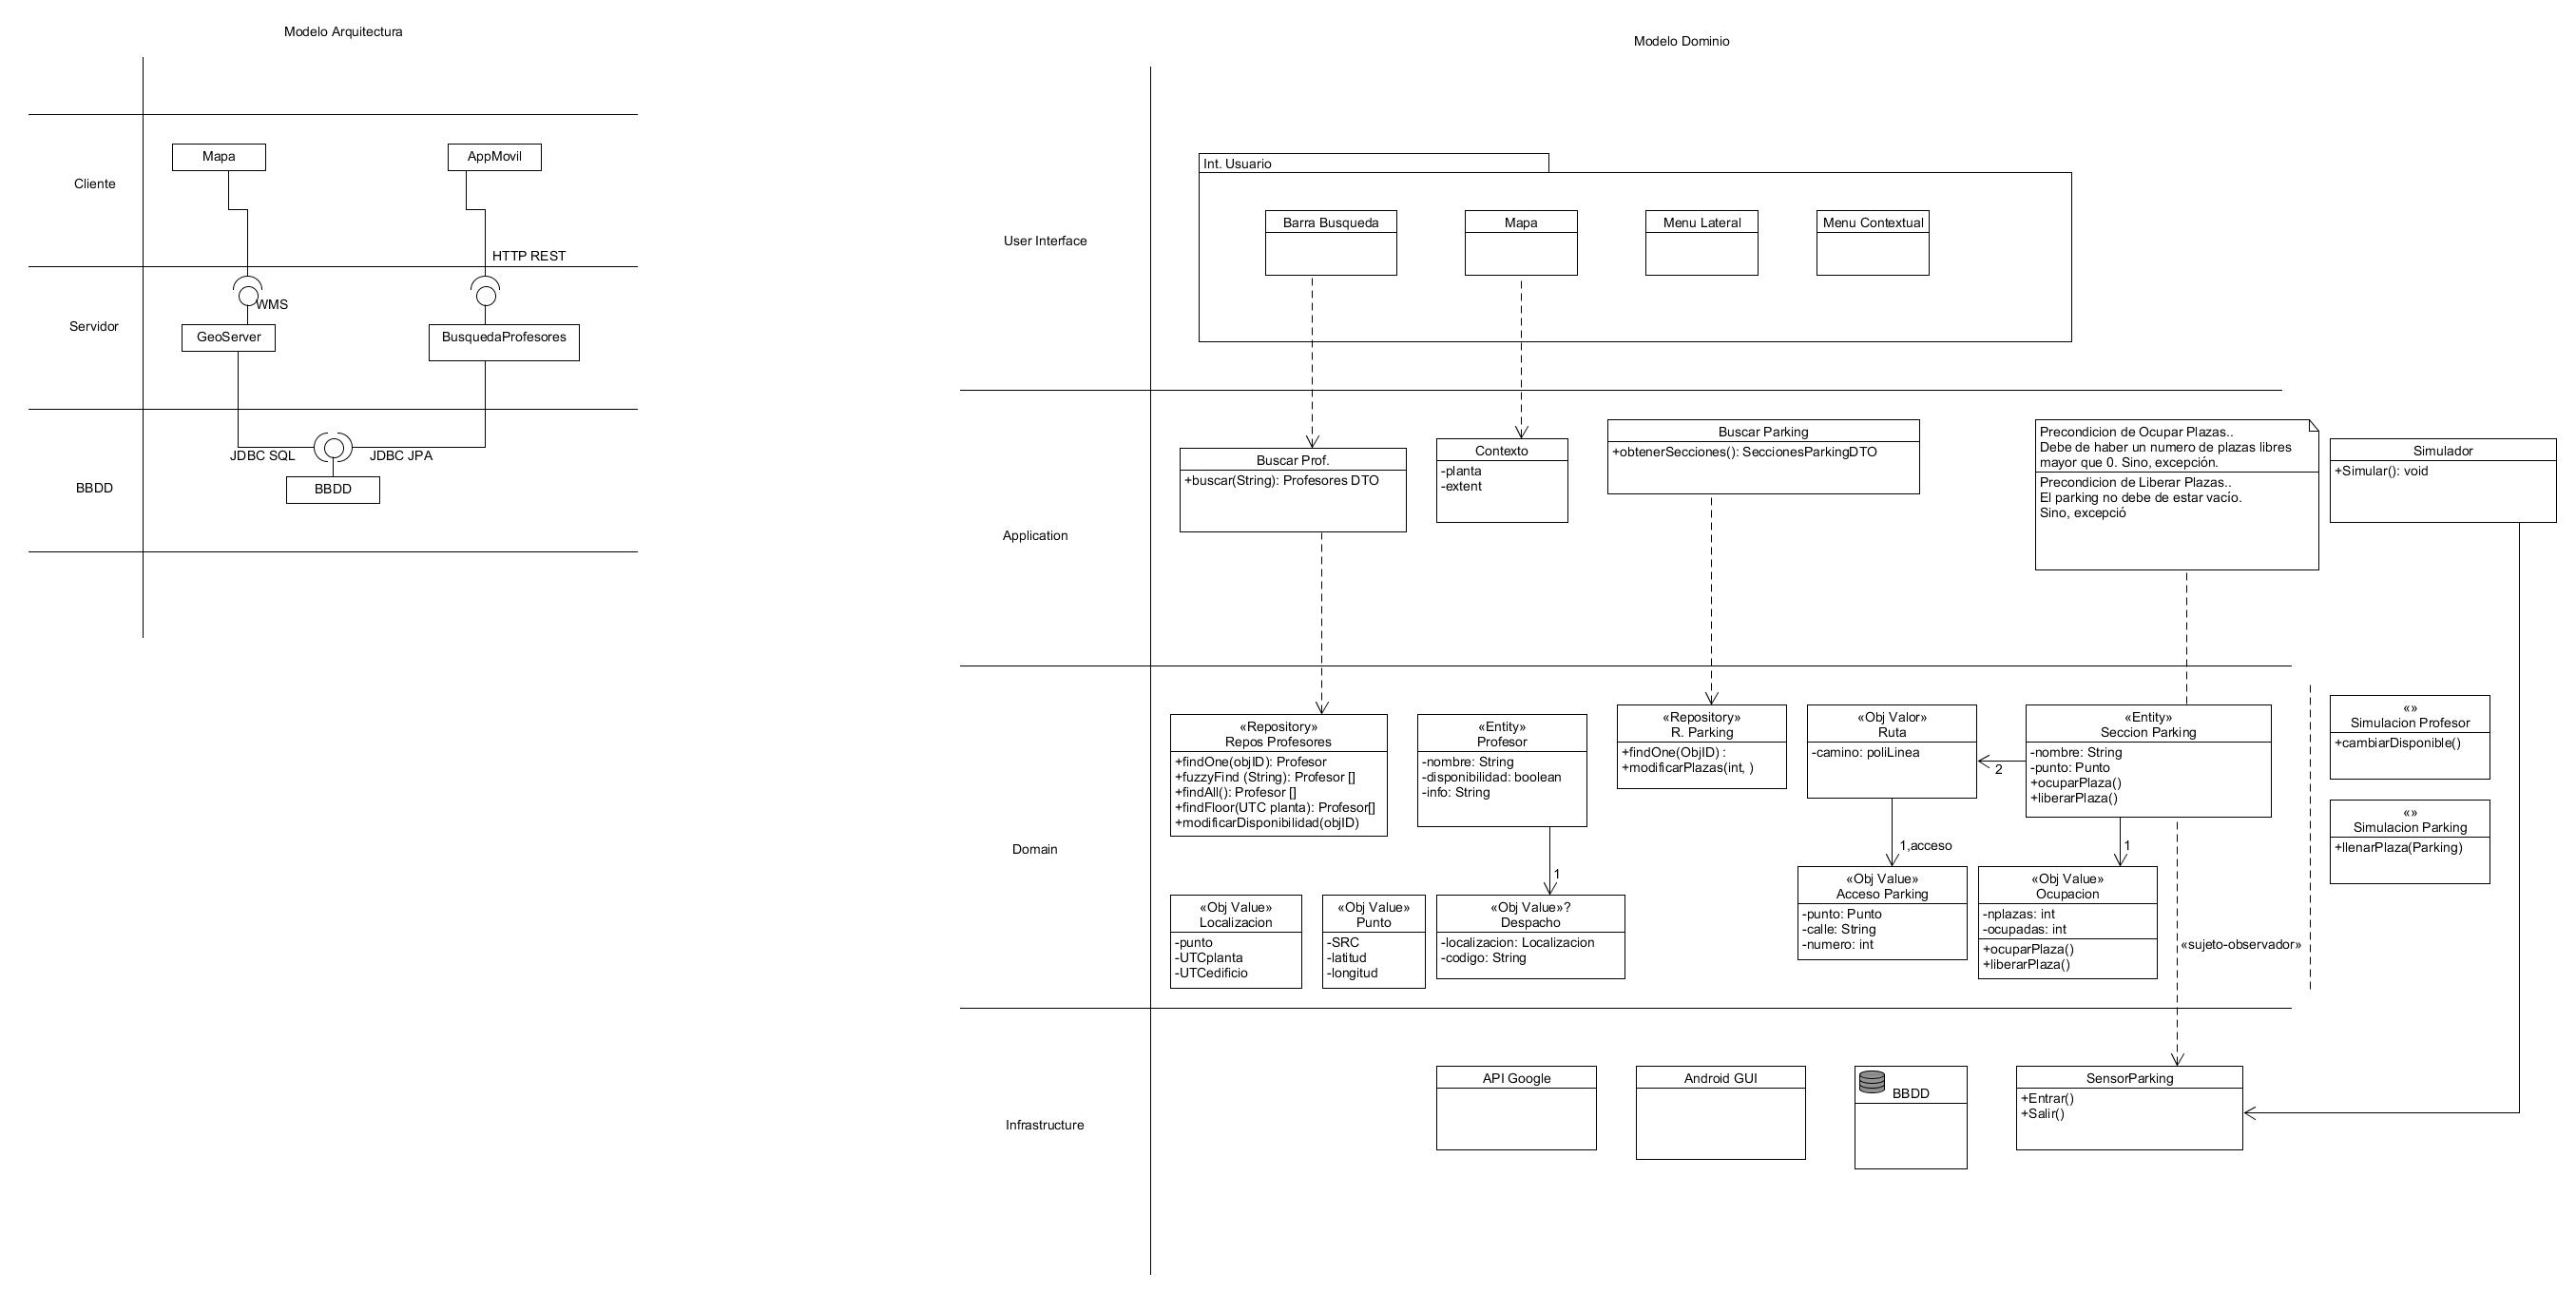 Modelo Arquitectura
Cliente
Mapa
AppMovil
HTTP REST
Servidor
WMS
GeoServer
BusquedaProfesores
BBDD
JDBC SQL
JDBC JPA
BBDD
Modelo Dominio
User Interface
Int. Usuario
Barra Busqueda
Mapa
Menu Lateral
Menu Contextual
Application
Buscar Prof.
+buscar(String): Profesores DTO
Contexto
-planta
-extent
Buscar Parking
+obtenerSecciones(): SeccionesParkingDTO
Precondicion de Ocupar Plazas..
Debe de haber un numero de plazas libres
mayor que 0. Sino, excepción.
Precondicion de Liberar Plazas..
El parking no debe de estar vacío.
Sino, excepció
Simulador
+Simular(): void
Domain
«Repository»
Repos Profesores
+findOne(objID): Profesor
+fuzzyFind (String): Profesor []
+findAll(): Profesor []
+findFloor(UTC planta): Profesor[]
+modificarDisponibilidad(objID)
«Entity»
Profesor
-nombre: String
-disponibilidad: boolean
-info: String
1
«Repository»
R. Parking
+findOne(ObjID) :
+modificarPlazas(int, )
«Obj Valor»
Ruta
-camino: poliLinea
2
«Entity»
Seccion Parking
-nombre: String
-punto: Punto
+ocuparPlaza()
+liberarPlaza()
1,acceso
1
«»
Simulacion Profesor
+cambiarDisponible()
«»
Simulacion Parking
+llenarPlaza(Parking)
«Obj Value»
Localizacion
-punto
-UTCplanta
-UTCedificio
«Obj Value»
Punto
-SRC
-latitud
-longitud
«Obj Value»?
Despacho
-localizacion: Localizacion
-codigo: String
«Obj Value»
Acceso Parking
-punto: Punto
-calle: String
-numero: int
«Obj Value»
Ocupacion
-nplazas: int
-ocupadas: int
+ocuparPlaza()
+liberarPlaza()
«sujeto-observador»
Infrastructure
API Google
Android GUI
BBDD
SensorParking
+Entrar()
+Salir()